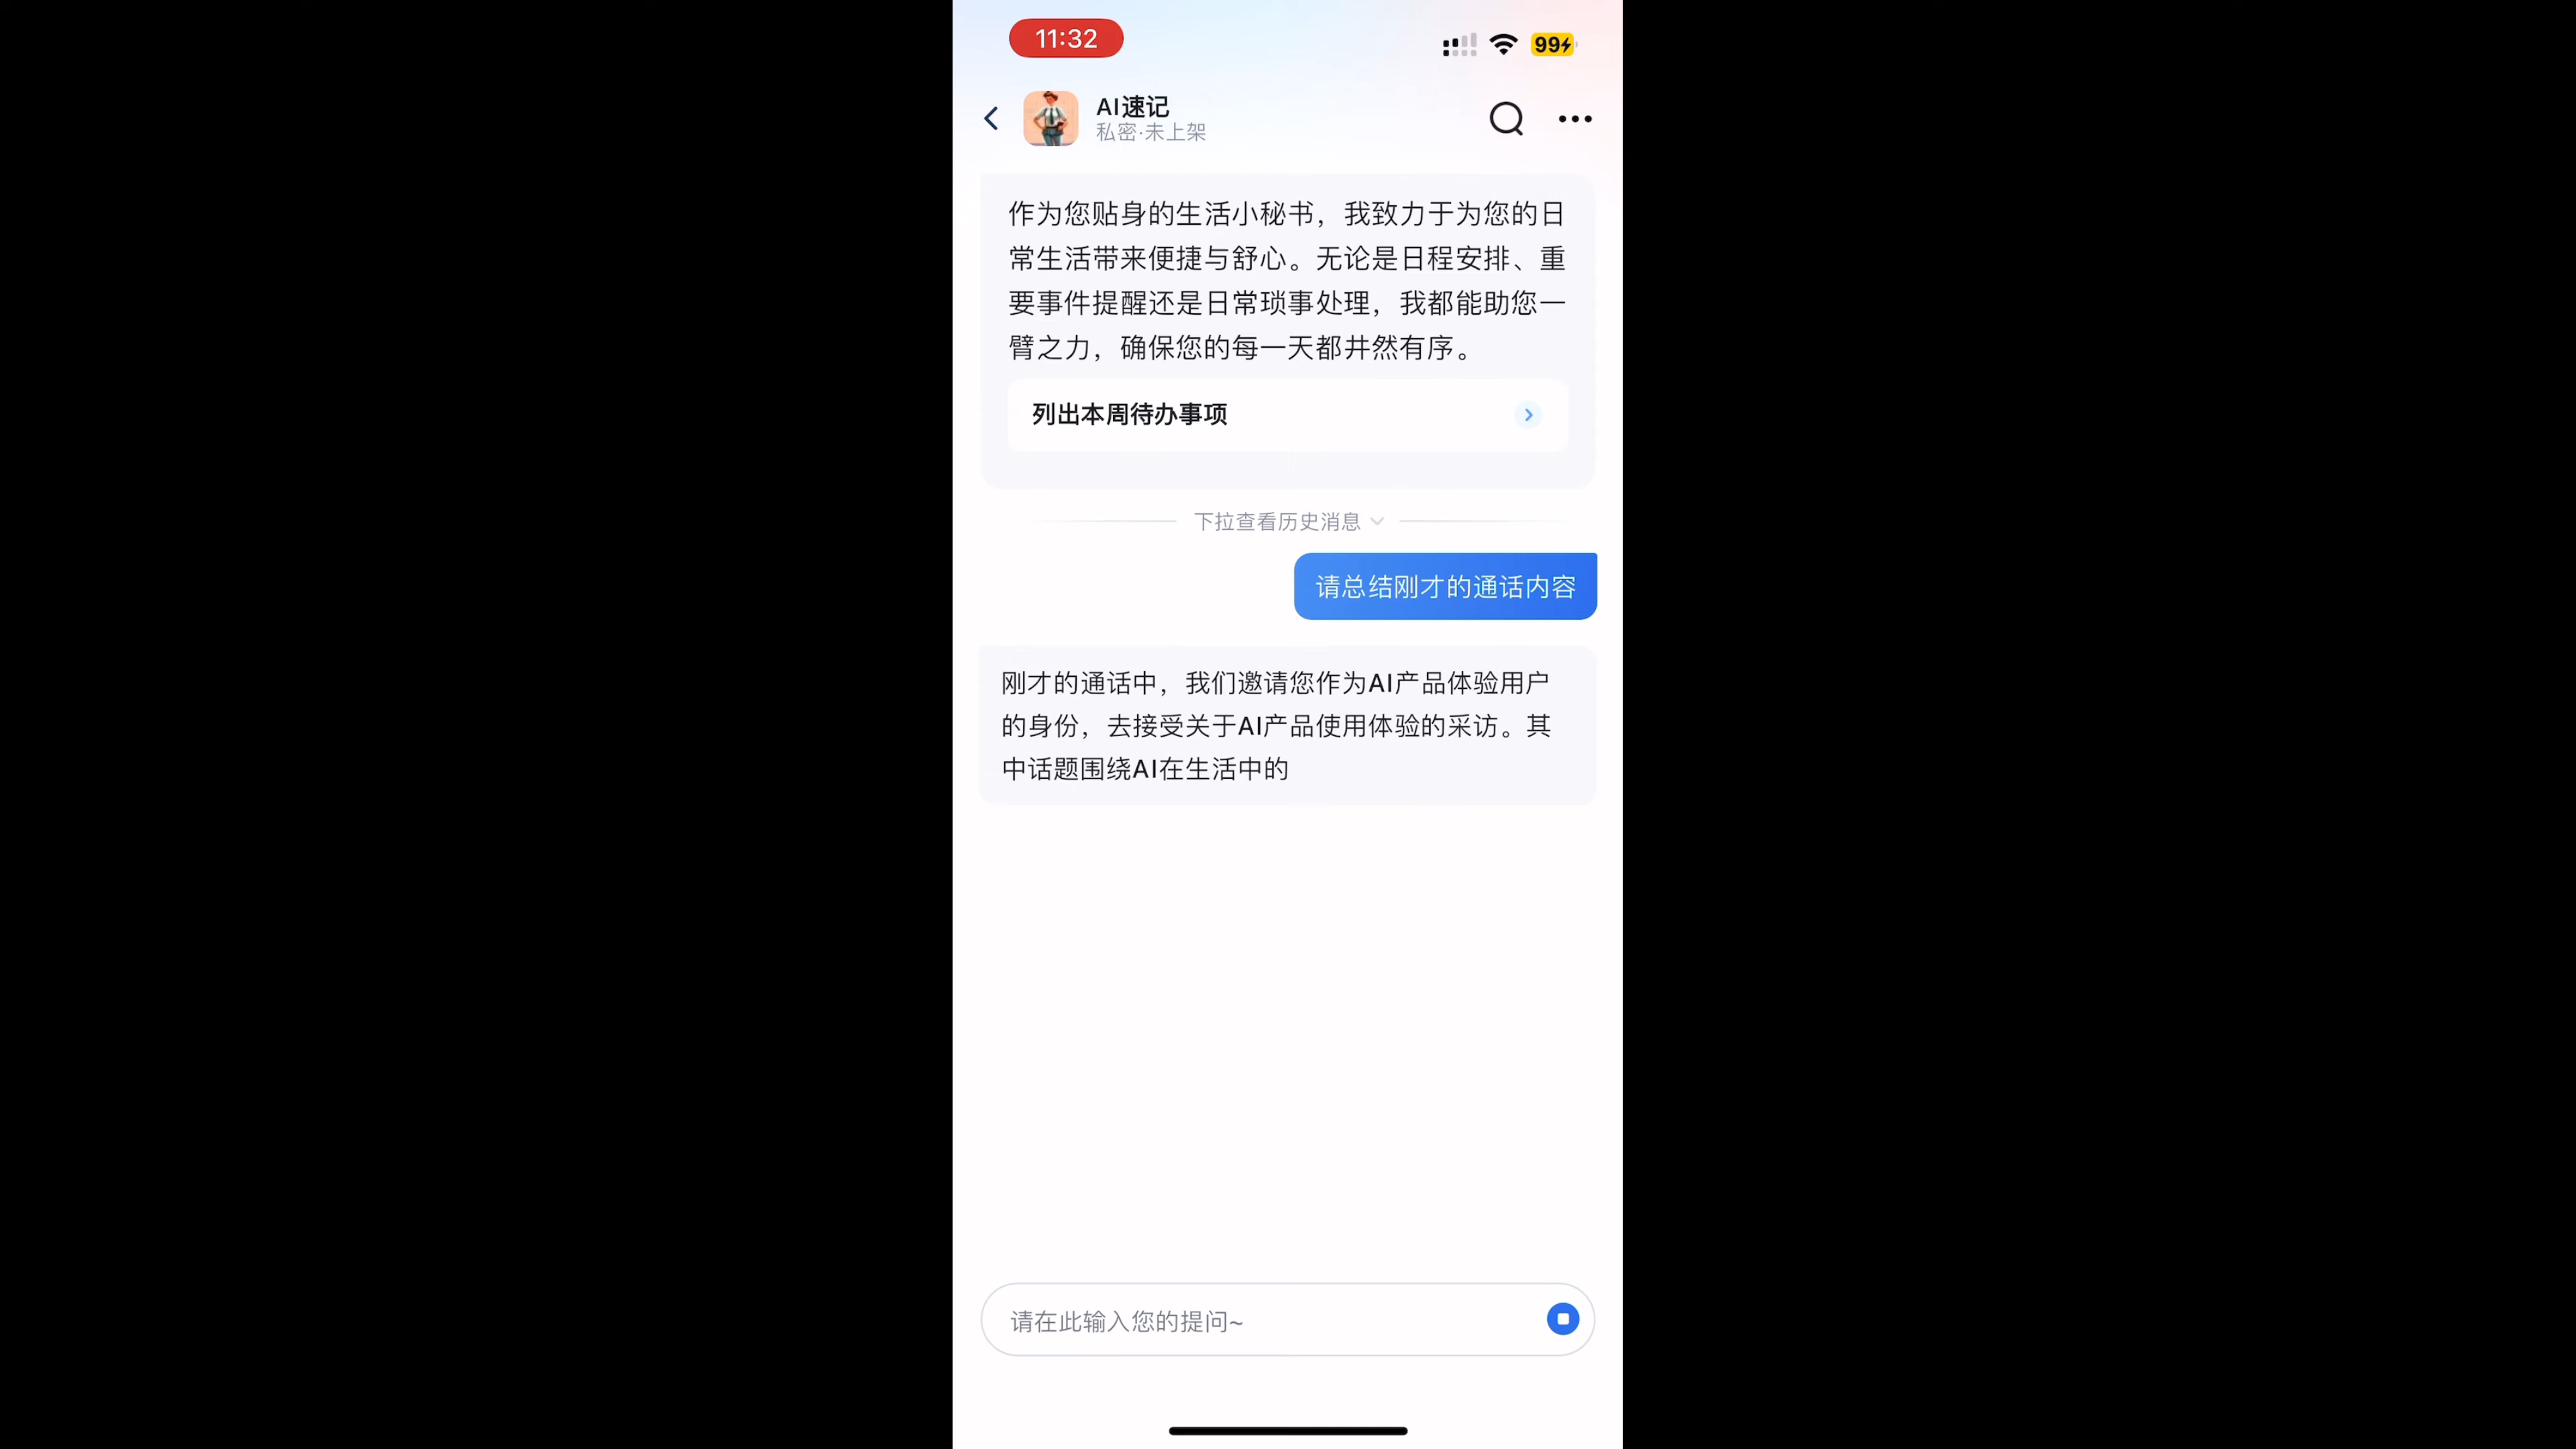 11:32
99
AI速记
私密·未上架
作为您贴身的生活小秘书，我致力于为您的日
常生活带来便捷与舒心。无论是日程安排、重
要事件提醒还是日常琐事处理，我都能助您一
臂之力，确保您的每一天都井然有序。
列出本周待办事项
下拉查看历史消息
请总结刚才的通话内容
刚才的通话中，我们邀请您作为AI产品体验用户
的身份，去接受关于AI产品使用体验的采访。其
中话题围绕AI在生活中的
请在此输入您的提问~